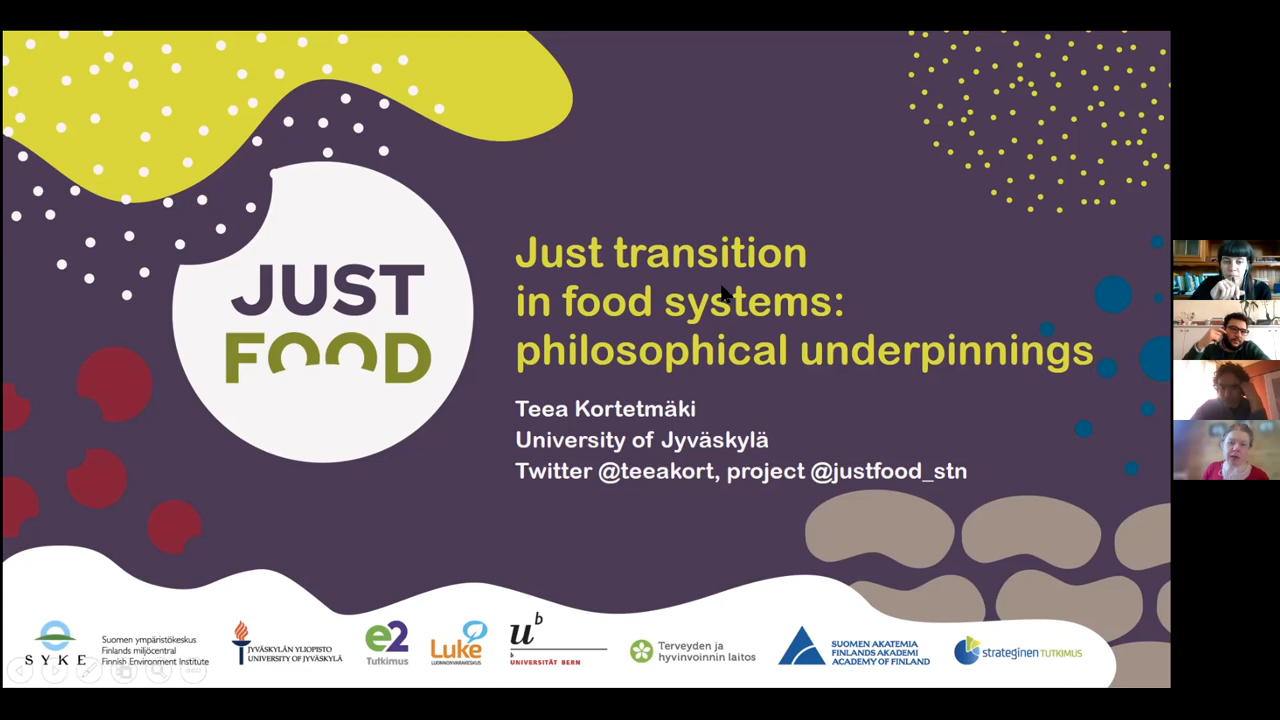 JUST
FOOD
Just transition
in food systems:
philosophical underpinnings
Teea Kortetmäki
University of Jyväskylä
Twitter @teeakort, project @justfood_stn
SYKE
Suomen ympäristökeskus
Finlands miljöcentral
Finnish Environment Institute
JYVÄSKYLÄN YLIOPISTO
UNIVERSITY OF JYVÄSKYLÄ
e2
Tutkimus
Luke
LUONNONVARAKESKUS
u
b
b
UNIVERSITÄT BERN
Terveyden ja
hyvinvoinnin laitos
SUOMEN AKATEMIA
FINLANDS AKADEMI
ACADEMY OF FINLAND
strateginen TUTKIMUS